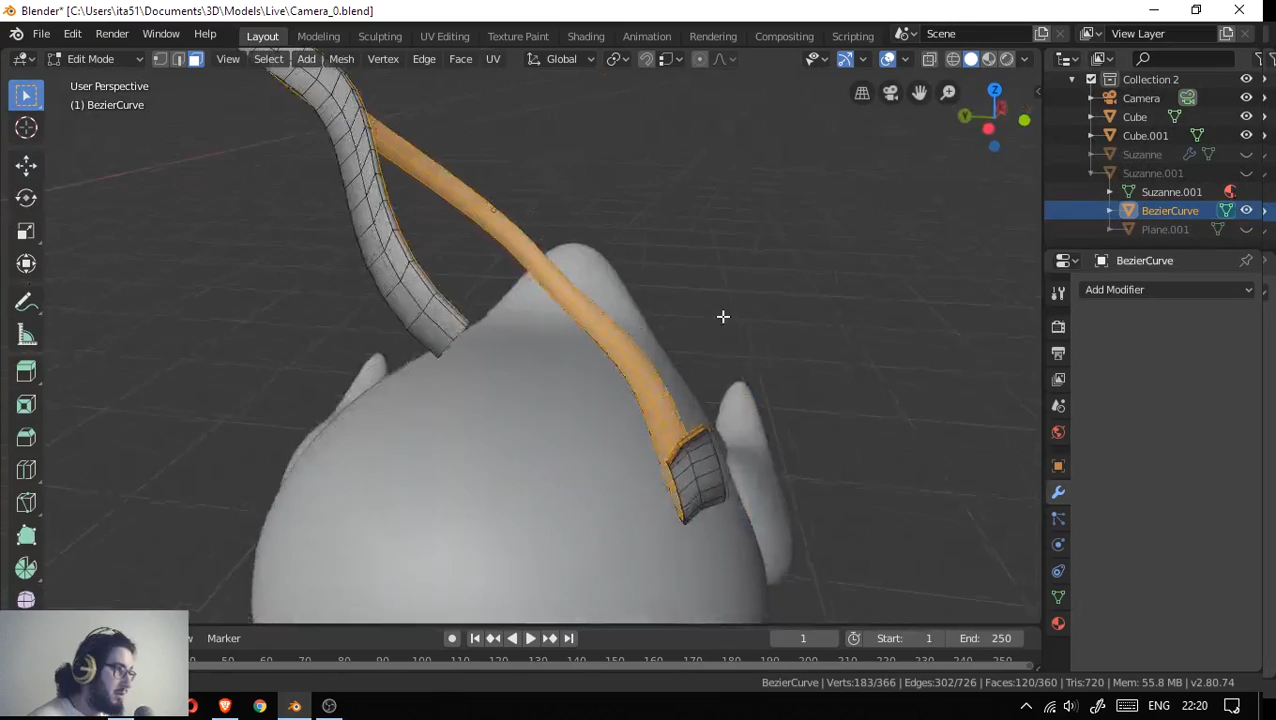 Blender* [C:\Users\ita51\Documents\3D\Models\Live\Camera_0.blend]
File Edit Render Window Help Layout Modeling Sculpting UV Editing Texture Paint Shading Animation Rendering Compositing Scripting Scene View Layer
Edit Mode View Select Add Mesh Vertex Edge Face UV Global
User Perspective
(1) BezierCurve
Z
Y
Collection 2
Camera
Cube
Cube.001
Suzanne
Suzanne.001
Suzanne.001
BezierCurve
Plane.001
BezierCurve
Add Modifier
Marker 1 Start: 1 End: 250
50 60 70 80 90 100 110 120 130 140 150 160 170 180 190 200 210 220 230 240 250
BezierCurve | Verts:183/366 | Edges:302/726 | Faces:120/360 | Tris:720 | Mem: 55.8 MB | v2.80.74
ENG 22:20